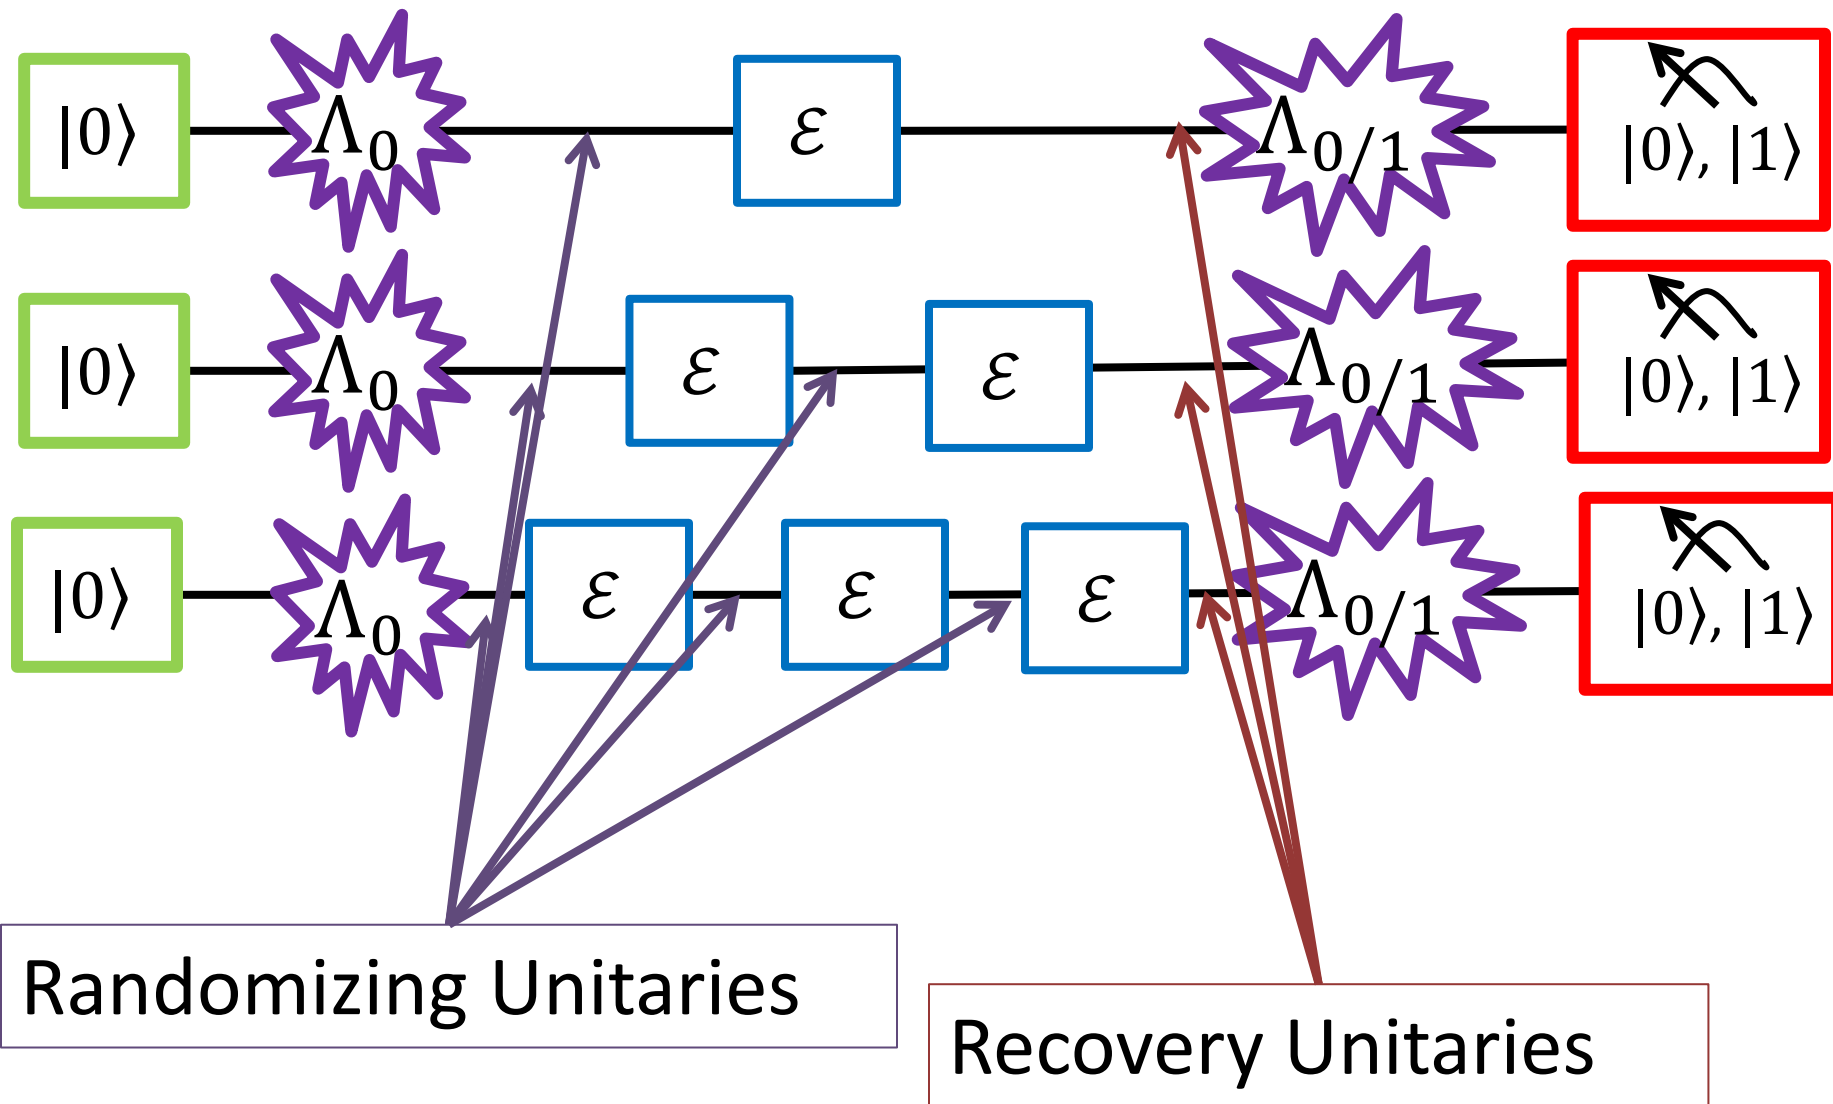 |0⟩ Λ₀ ℰ Λ₀/₁ |0⟩, |1⟩
|0⟩ Λ₀ ℰ ℰ Λ₀/₁ |0⟩, |1⟩
|0⟩ Λ₀ ℰ ℰ ℰ Λ₀/₁ |0⟩, |1⟩
Randomizing Unitaries
Recovery Unitaries